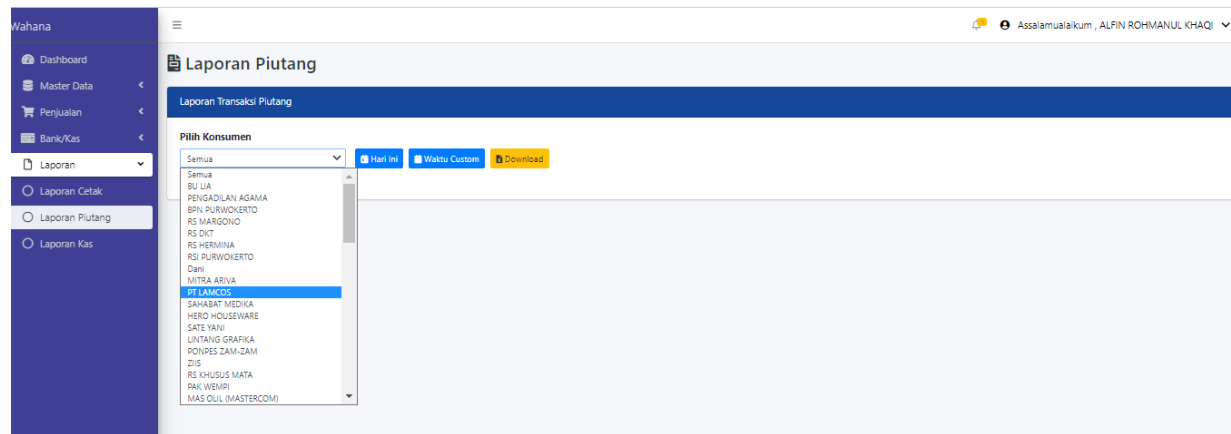 Wahana
Assalamualaikum , ALFIN ROHMANUL KHAQI
Dashboard
Master Data
Penjualan
Bank/Kas
Laporan
Laporan Cetak
Laporan Piutang
Laporan Kas
Laporan Piutang
Laporan Transaksi Piutang
Pilih Konsumen
Semua
Hari Ini
Waktu Custom
Download
Semua
BU LIA
PENGADILAN AGAMA
BPN PURWOKERTO
RS MARGONO
RS DKT
RS HERMINA
RSI PURWOKERTO
Dani
MITRA ARIVA
PT LAMCOS
SAHABAT MEDIKA
HERO HOUSEWARE
SATE YANI
LINTANG GRAFIKA
PONPES ZAM-ZAM
ZIIS
RS KHUSUS MATA
PAK WEMPI
MAS OLIL (MASTERCOM)